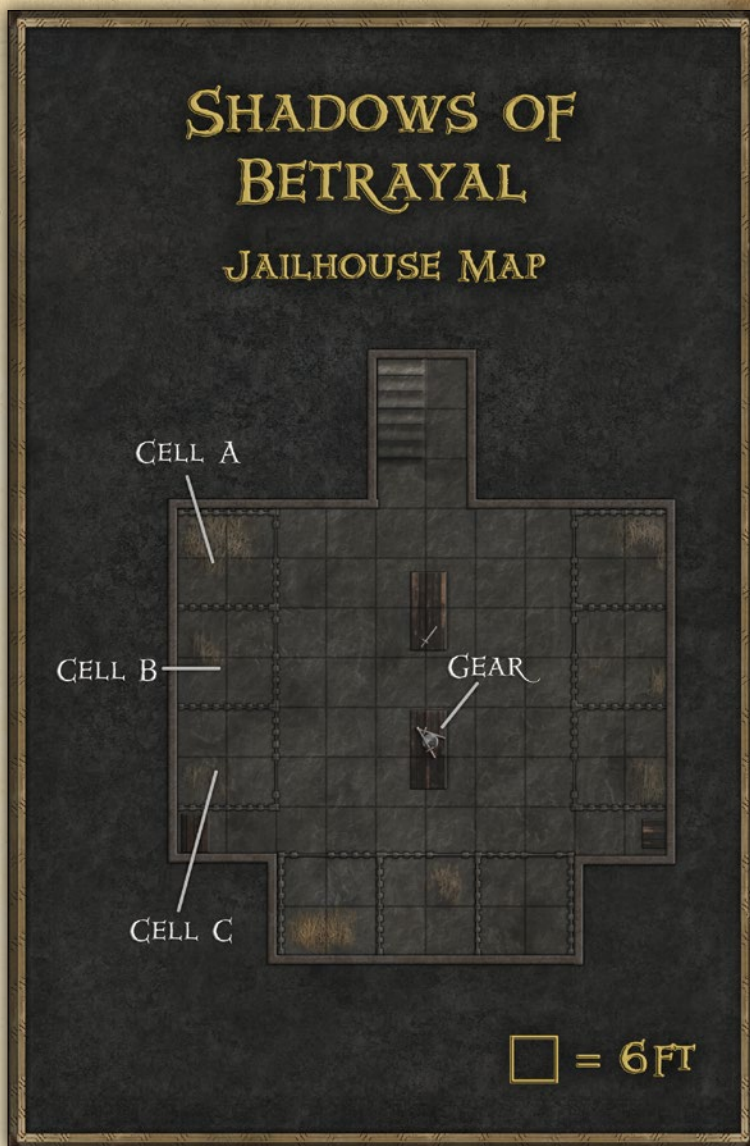 Shadows of
Betrayal
Jailhouse Map
Cell A
Cell B
Gear
Cell C
= 6ft